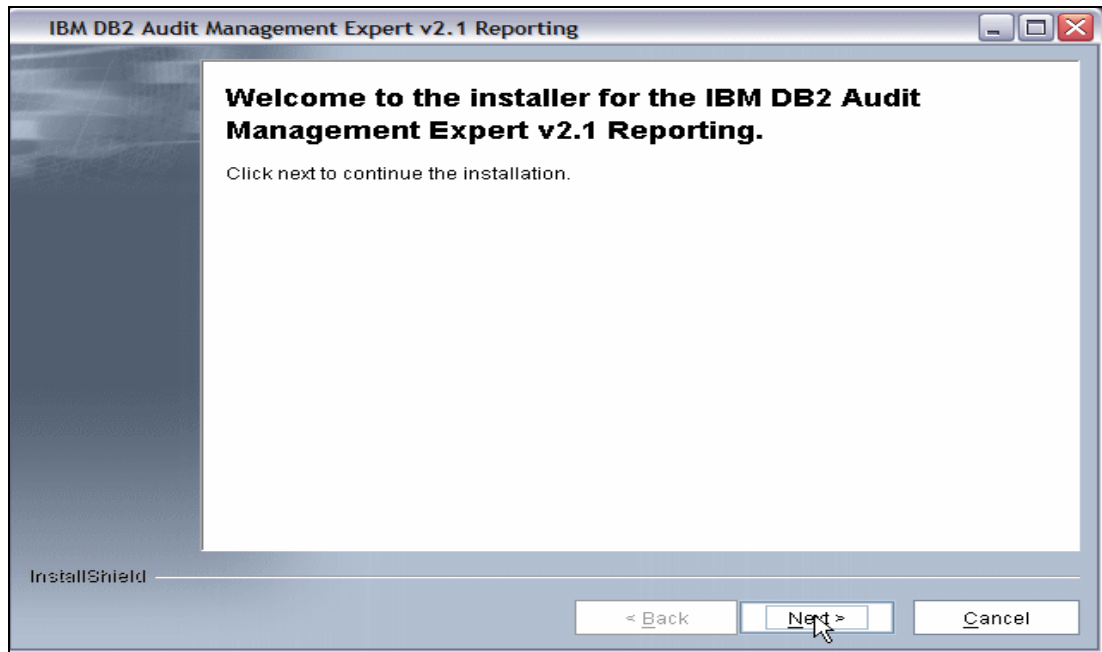 IBM DB2 Audit Management Expert v2.1 Reporting
Welcome to the installer for the IBM DB2 Audit
Management Expert v2.1 Reporting.
Click next to continue the installation.
InstallShield
< Back
Next >
Cancel